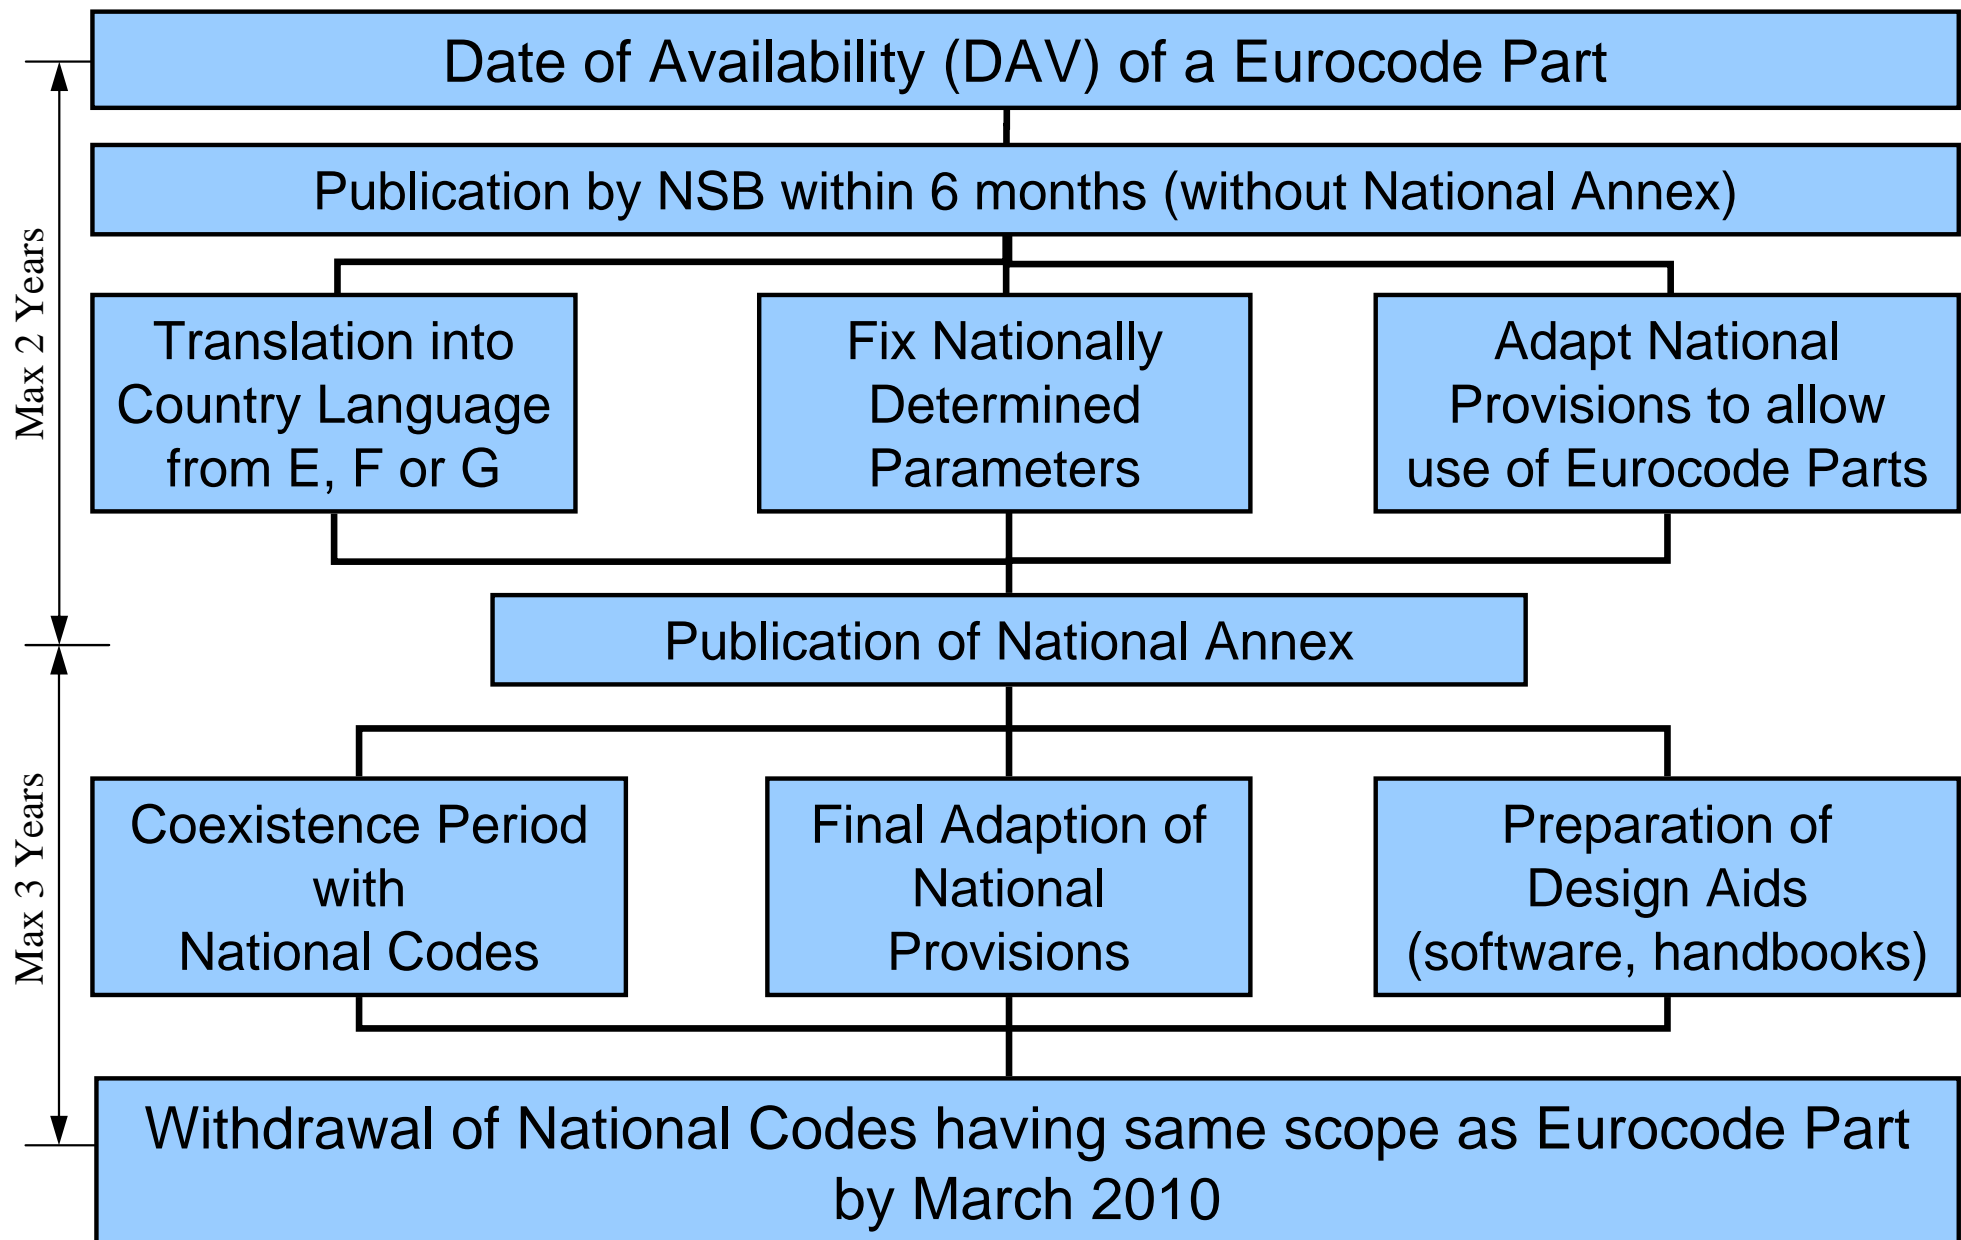 Date of Availability (DAV) of a Eurocode Part
Publication by NSB within 6 months (without National Annex)
Max 2 Years
Translation into
Country Language
from E, F or G
Fix Nationally
Determined
Parameters
Adapt National
Provisions to allow
use of Eurocode Parts
Publication of National Annex
Max 3 Years
Coexistence Period
with
National Codes
Final Adaption of
National
Provisions
Preparation of
Design Aids
(software, handbooks)
Withdrawal of National Codes having same scope as Eurocode Part
by March 2010